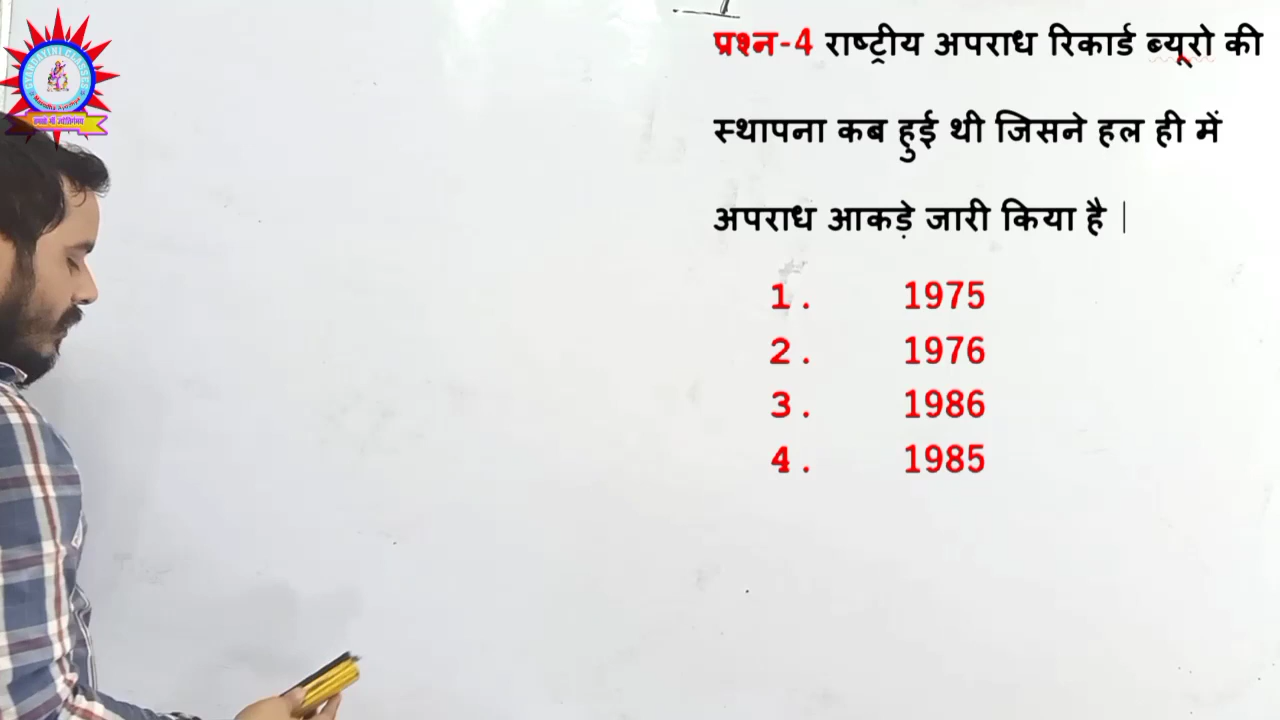 प्रश्न-4 राष्ट्रीय अपराध रिकार्ड ब्यूरो की
स्थापना कब हुई थी जिसने हल ही में
अपराध आकड़े जारी किया है |
1. 1975
2. 1976
3. 1986
4. 1985